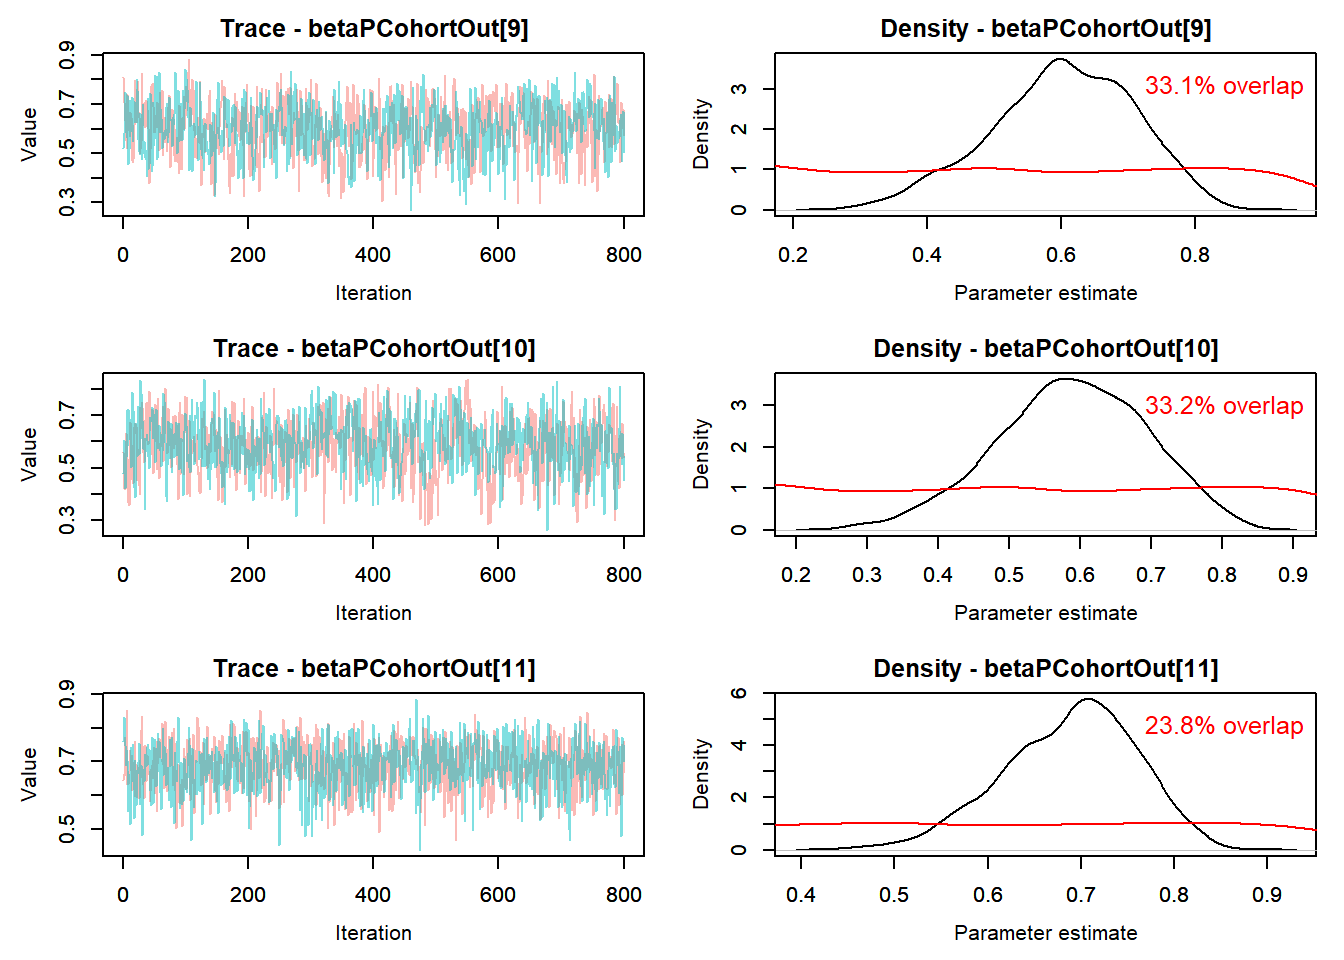 Trace - betaPCohortOut[9]
Value
0.3 0.5 0.7 0.9
0 200 400 600 800
Iteration
Density - betaPCohortOut[9]
33.1% overlap
Density
0 1 2 3
0.2 0.4 0.6 0.8
Parameter estimate
Trace - betaPCohortOut[10]
Value
0.3 0.5 0.7
0 200 400 600 800
Iteration
Density - betaPCohortOut[10]
33.2% overlap
Density
0 1 2 3
0.2 0.3 0.4 0.5 0.6 0.7 0.8 0.9
Parameter estimate
Trace - betaPCohortOut[11]
Value
0.5 0.7 0.9
0 200 400 600 800
Iteration
Density - betaPCohortOut[11]
23.8% overlap
Density
0 2 4 6
0.4 0.5 0.6 0.7 0.8 0.9
Parameter estimate